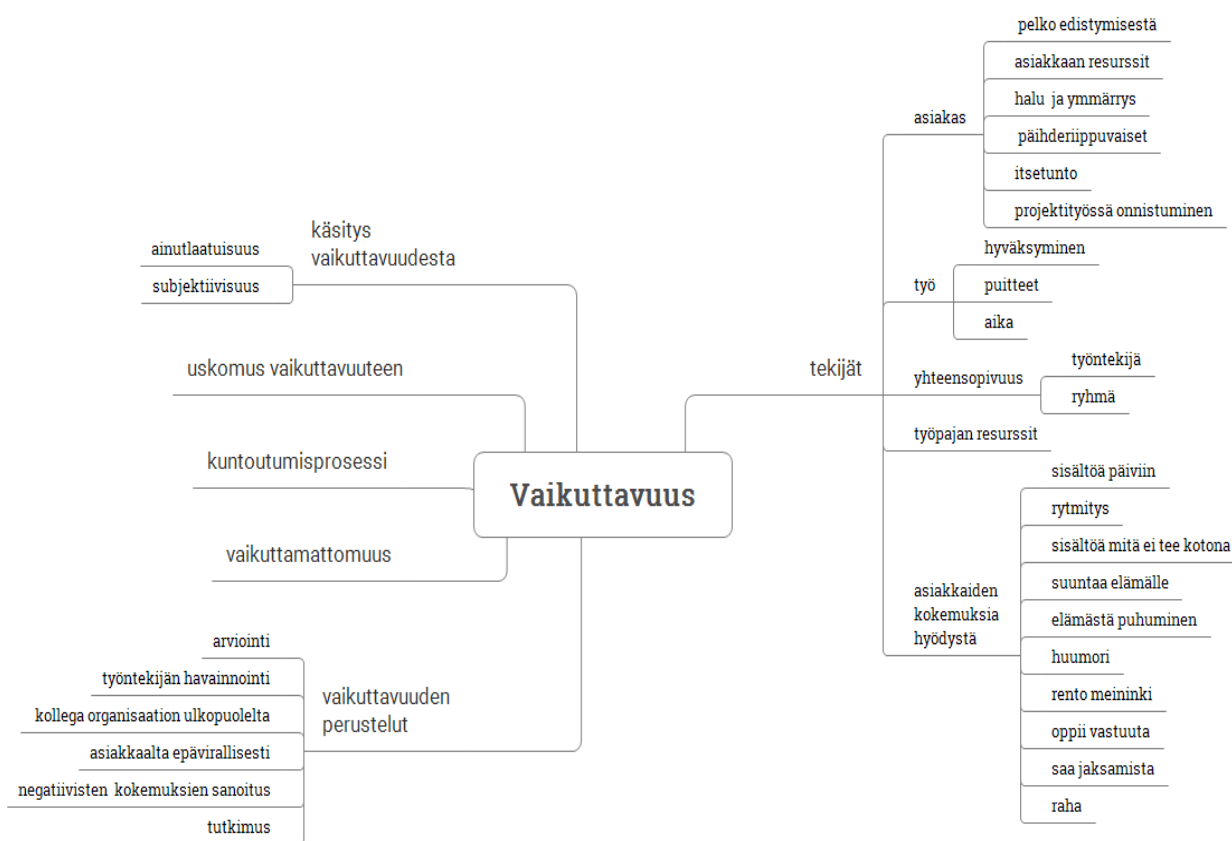 Vaikuttavuus
käsitys
vaikuttavuudesta
ainutlaatuisuus
subjektiivisuus
uskomus vaikuttavuuteen
kuntoutumisprosessi
vaikuttamattomuus
vaikuttavuuden
perustelut
arviointi
työntekijän havainnointi
kollega organisaation ulkopuolelta
asiakkaalta epävirallisesti
negatiivisten kokemuksien sanoitus
tutkimus
tekijät
asiakas
pelko edistymisestä
asiakkaan resurssit
halu ja ymmärrys
päihderiippuvaiset
itsetunto
projektityössä onnistuminen
työ
hyväksyminen
puitteet
aika
yhteensopivuus
työntekijä
ryhmä
työpajan resurssit
asiakkaiden
kokemuksia
hyödystä
sisältöä päiviin
rytmitys
sisältöä mitä ei tee kotona
suuntaa elämälle
elämästä puhuminen
huumori
rento meininki
oppii vastuuta
saa jaksamista
raha